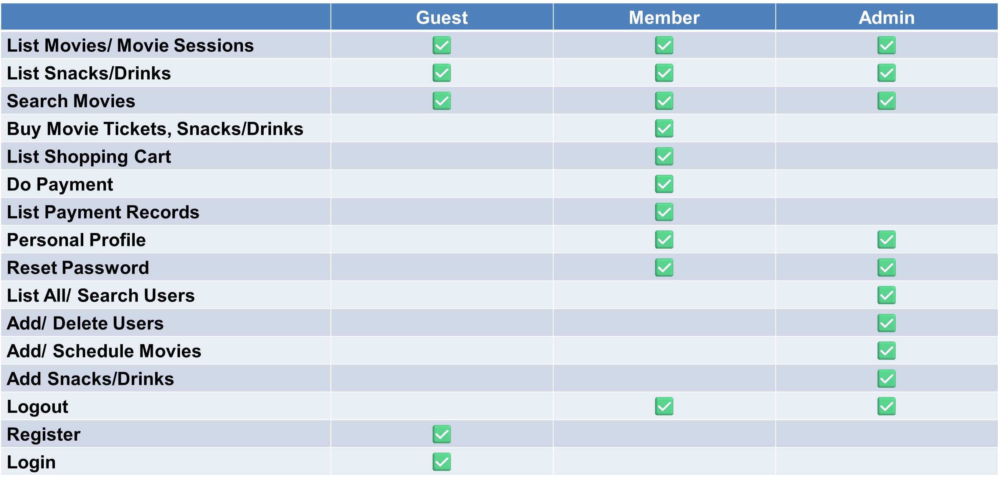 Guest Member Admin
List Movies/ Movie Sessions
List Snacks/Drinks
Search Movies
Buy Movie Tickets, Snacks/Drinks
List Shopping Cart
Do Payment
List Payment Records
Personal Profile
Reset Password
List All/ Search Users
Add/ Delete Users
Add/ Schedule Movies
Add Snacks/Drinks
Logout
Register
Login